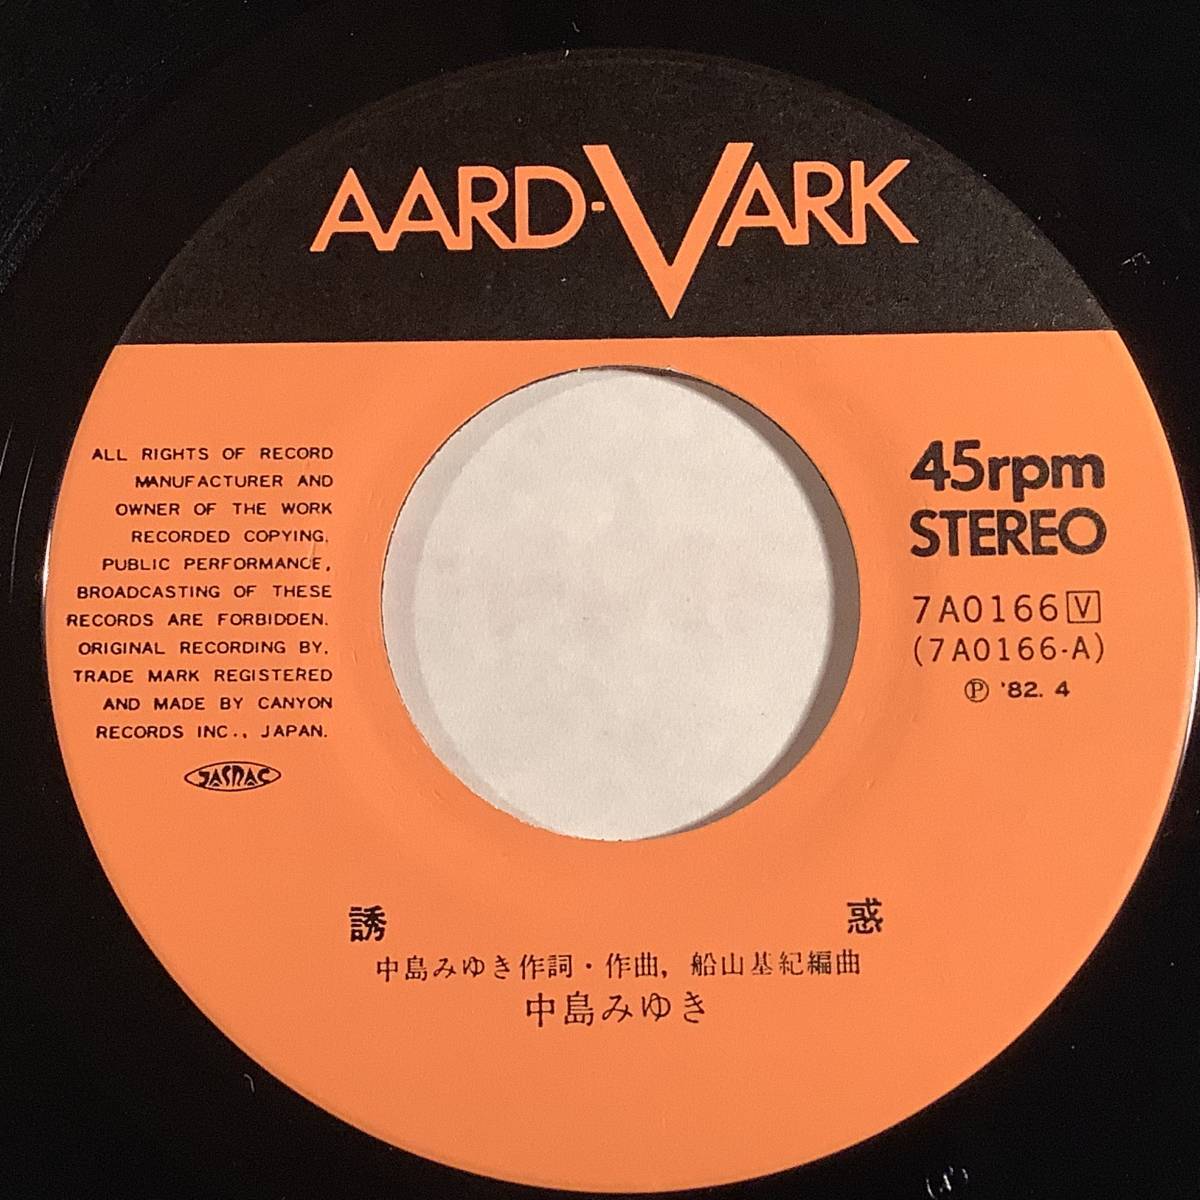 AARD-VARK
ALL RIGHTS OF RECORD
MANUFACTURER AND
OWNER OF THE WORK
RECORDED COPYING,
PUBLIC PERFORMANCE,
BROADCASTING OF THESE
RECORDS ARE FORBIDDEN.
ORIGINAL RECORDING BY,
TRADE MARK REGISTERED
AND MADE BY CANYON
RECORDS INC., JAPAN.
JASRAC
45rpm
STEREO
7A0166 V
(7A0166-A)
Ⓟ '82. 4
誘惑
中島みゆき作詞・作曲, 船山基紀編曲
中島みゆき